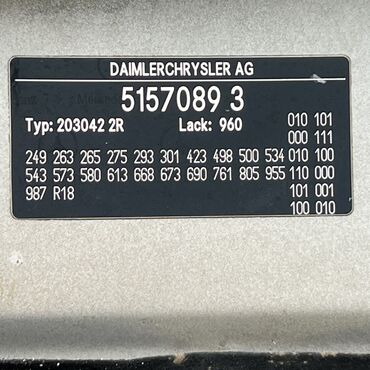 DAIMLERCHRYSLER AG
5157089 3
Typ: 203042 2R Lack: 960 010 101
000 111
249 263 265 275 293 301 423 498 500 534 010 100
543 573 580 613 668 673 690 761 805 955 110 000
987 R18 101 001
100 010